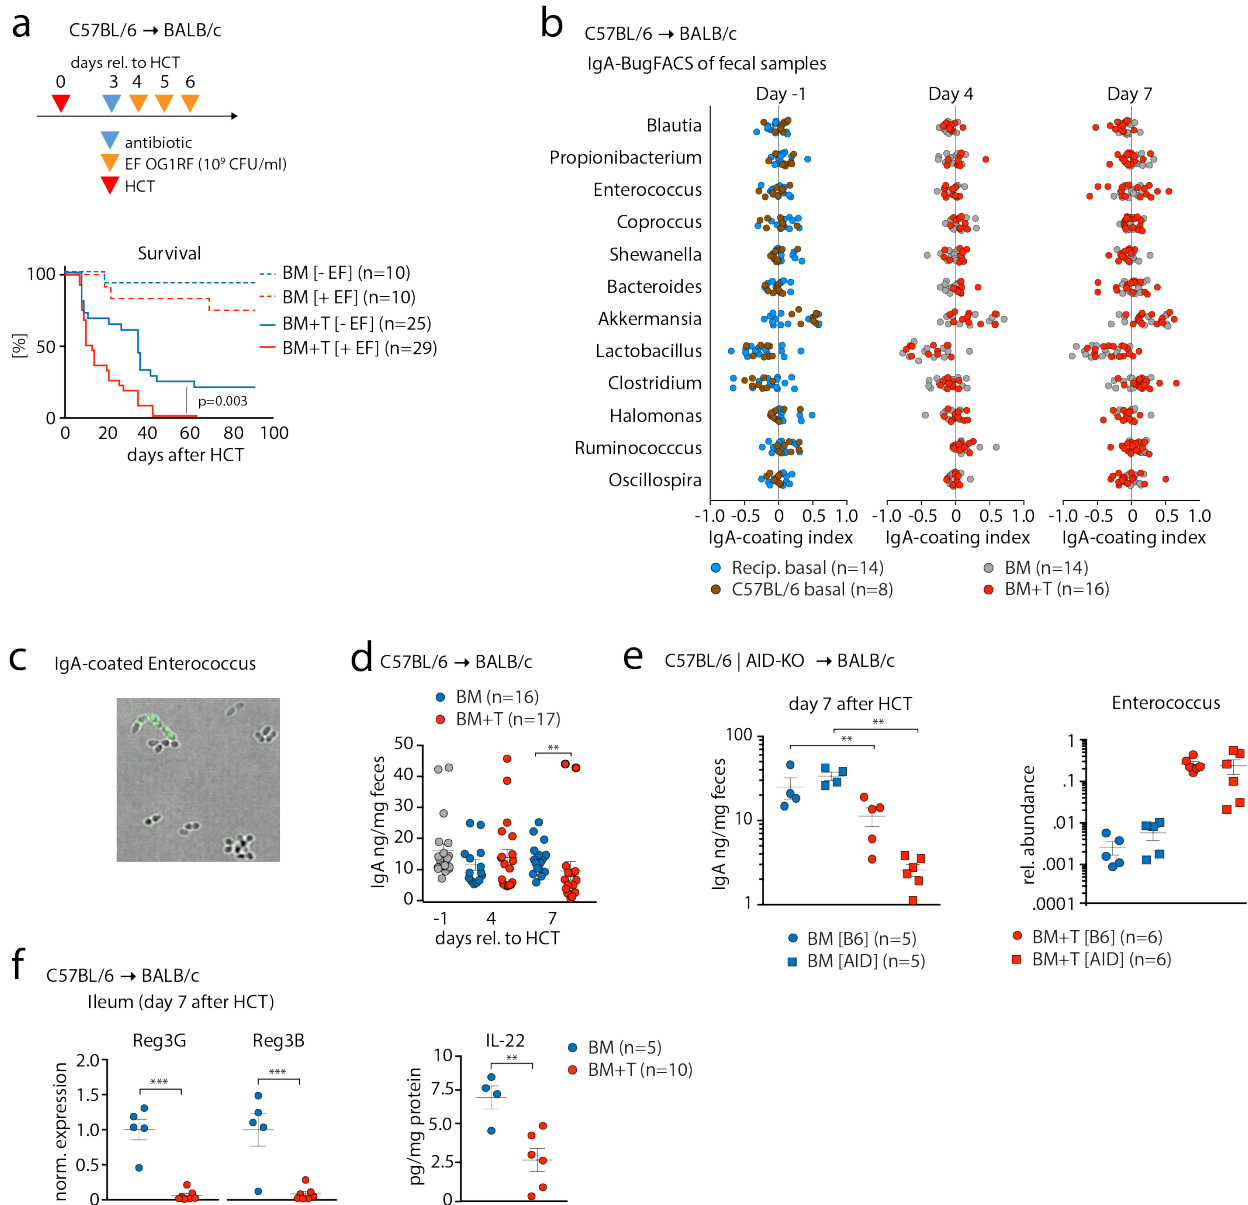 a
C57BL/6 → BALB/c
days rel. to HCT
0 3 4 5 6
antibiotic
EF OG1RF (10⁹ CFU/ml)
HCT
Survival
[%]
100
50
0
0 20 40 60 80 100
days after HCT
p=0.003
BM [- EF] (n=10)
BM [+ EF] (n=10)
BM+T [- EF] (n=25)
BM+T [+ EF] (n=29)
b
C57BL/6 → BALB/c
IgA-BugFACS of fecal samples
Day -1 Day 4 Day 7
Blautia
Propionibacterium
Enterococcus
Coproccus
Shewanella
Bacteroides
Akkermansia
Lactobacillus
Clostridium
Halomonas
Ruminococccus
Oscillospira
-1.0 -0.5 0 0.5 1.0 -1.0 -0.5 0 0.5 1.0 -1.0 -0.5 0 0.5 1.0
IgA-coating index IgA-coating index IgA-coating index
Recip. basal (n=14)
C57BL/6 basal (n=8)
BM (n=14)
BM+T (n=16)
c
IgA-coated Enterococcus
d
C57BL/6 → BALB/c
BM (n=16)
BM+T (n=17)
IgA ng/mg feces
50
40
30
20
10
0
**
-1 4 7
days rel. to HCT
e
C57BL/6 | AID-KO → BALB/c
day 7 after HCT
IgA ng/mg feces
100
10
1
**
**
Enterococcus
rel. abundance
1
.1
.01
.001
.0001
BM [B6] (n=5)
BM [AID] (n=5)
BM+T [B6] (n=6)
BM+T [AID] (n=6)
f
C57BL/6 → BALB/c
Ileum (day 7 after HCT)
Reg3G Reg3B
norm. expression
2.0
1.5
1.0
0.5
0
*** ***
IL-22
pg/mg protein
10
7.5
5.0
2.5
0
**
BM (n=5)
BM+T (n=10)